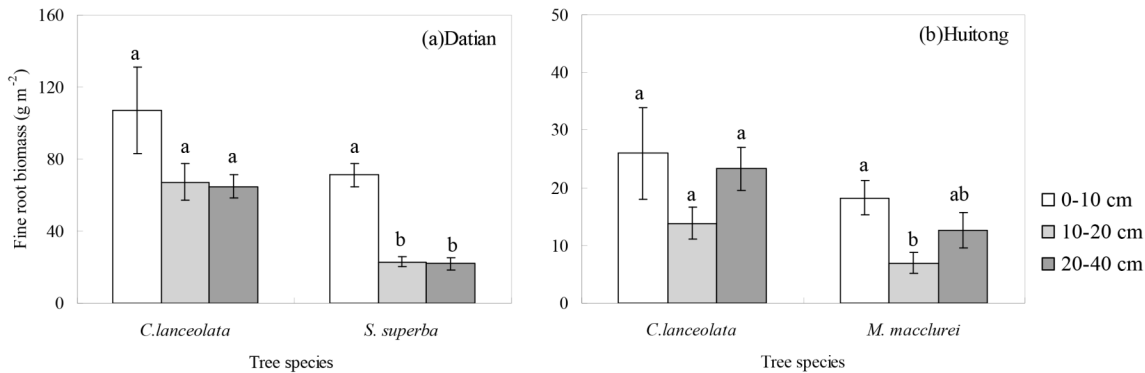 (a)Datian
Fine root biomass (g m⁻²)
160
120
80
40
0
a
a
a
a
b
b
C.lanceolata
S. superba
Tree species
(b)Huitong
50
40
30
20
10
0
a
a
a
a
b
ab
C.lanceolata
M. macclurei
Tree species
0-10 cm
10-20 cm
20-40 cm